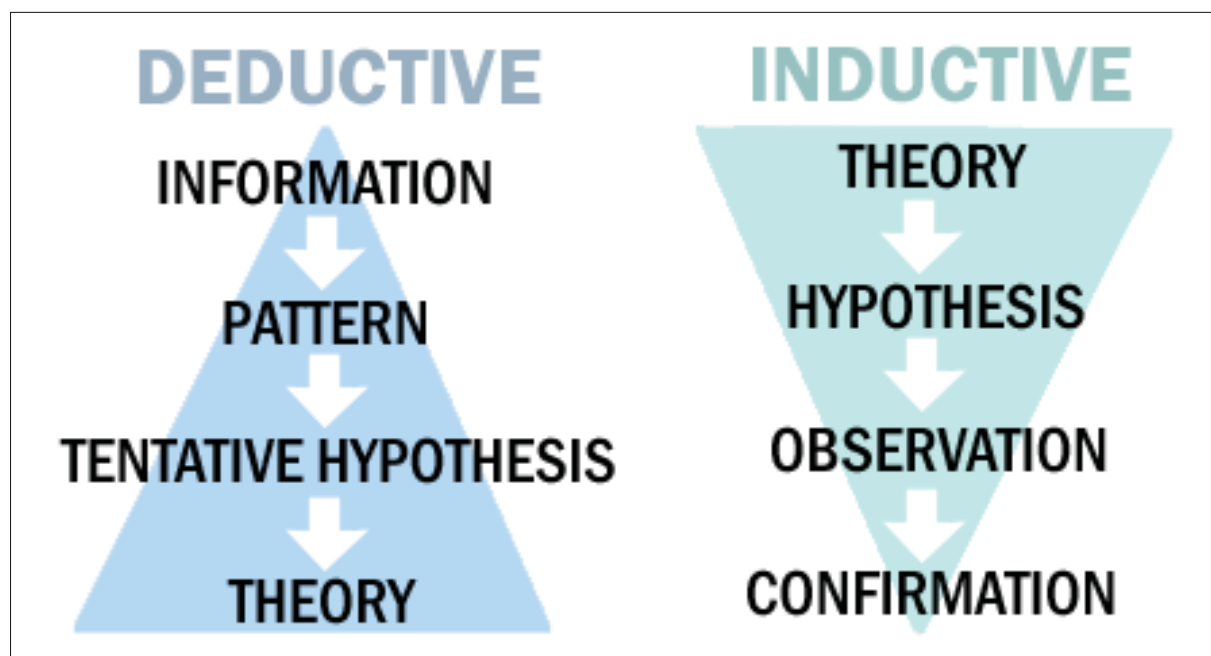 DEDUCTIVE
INFORMATION
PATTERN
TENTATIVE HYPOTHESIS
THEORY
INDUCTIVE
THEORY
HYPOTHESIS
OBSERVATION
CONFIRMATION